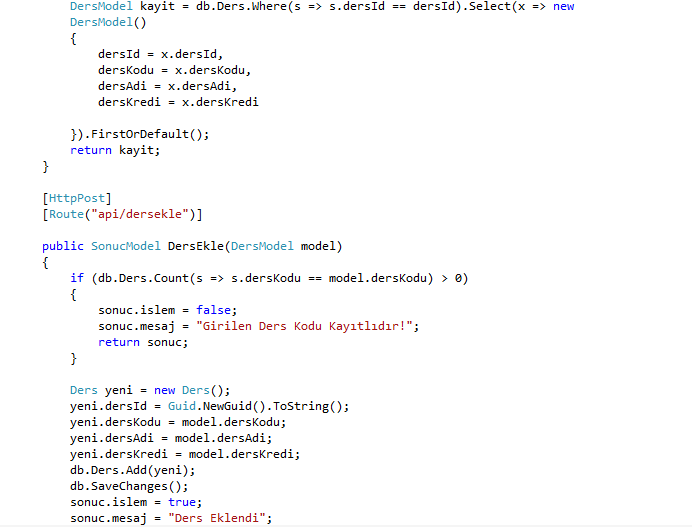 DersModel kayit = db.Ders.Where(s => s.dersId == dersId).Select(x => new
DersModel()
{
dersId = x.dersId,
dersKodu = x.dersKodu,
dersAdi = x.dersAdi,
dersKredi = x.dersKredi
}).FirstOrDefault();
return kayit;
}
[HttpPost]
[Route("api/dersekle")]
public SonucModel DersEkle(DersModel model)
{
if (db.Ders.Count(s => s.dersKodu == model.dersKodu) > 0)
{
sonuc.islem = false;
sonuc.mesaj = "Girilen Ders Kodu Kayıtlıdır!";
return sonuc;
}
Ders yeni = new Ders();
yeni.dersId = Guid.NewGuid().ToString();
yeni.dersKodu = model.dersKodu;
yeni.dersAdi = model.dersAdi;
yeni.dersKredi = model.dersKredi;
db.Ders.Add(yeni);
db.SaveChanges();
sonuc.islem = true;
sonuc.mesaj = "Ders Eklendi";